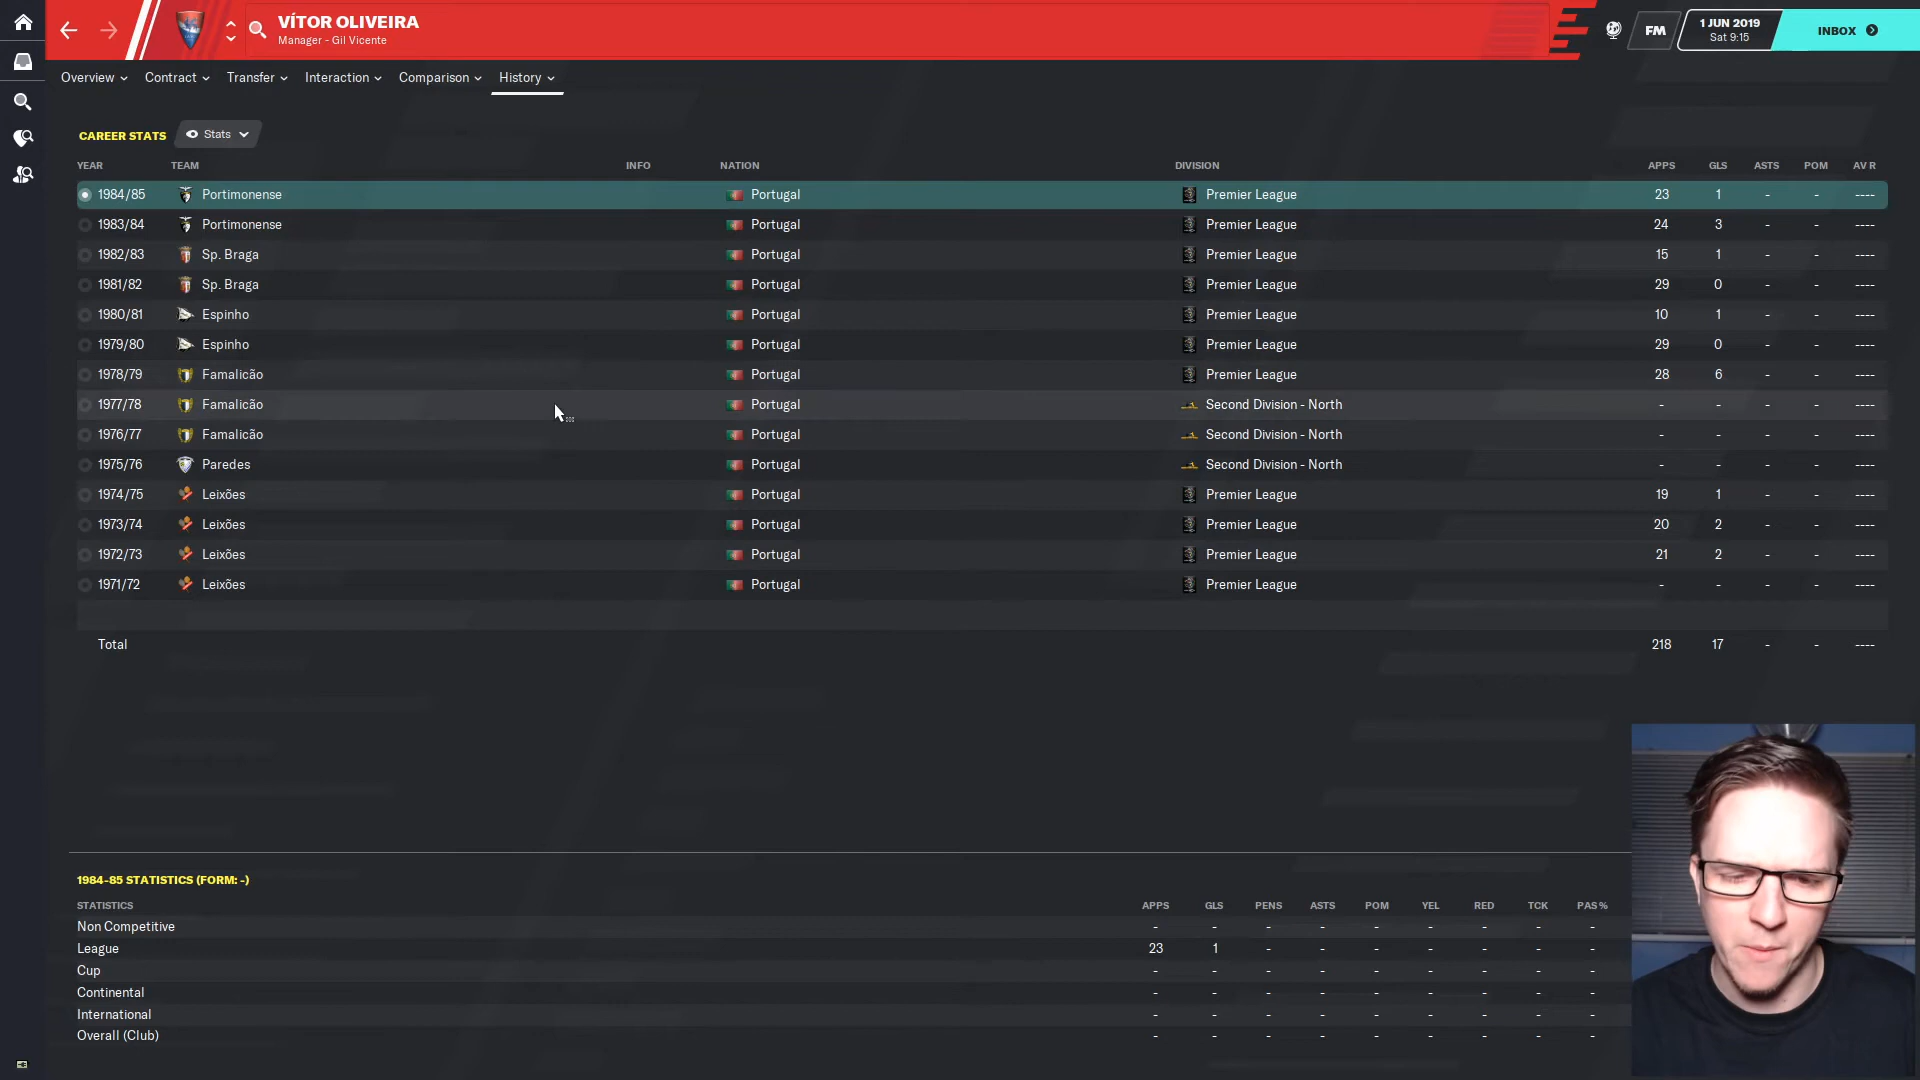 VÍTOR OLIVEIRA
Manager - Gil Vicente
FM
1 JUN 2019
Sat 9:15
INBOX
Overview Contract Transfer Interaction Comparison History
CAREER STATS Stats
YEAR TEAM INFO NATION DIVISION APPS GLS ASTS POM AV R
1984/85 Portimonense Portugal Premier League 23 1 - - ----
1983/84 Portimonense Portugal Premier League 24 3 - - ----
1982/83 Sp. Braga Portugal Premier League 15 1 - - ----
1981/82 Sp. Braga Portugal Premier League 29 0 - - ----
1980/81 Espinho Portugal Premier League 10 1 - - ----
1979/80 Espinho Portugal Premier League 29 0 - - ----
1978/79 Famalicão Portugal Premier League 28 6 - - ----
1977/78 Famalicão Portugal Second Division - North - - - - ----
1976/77 Famalicão Portugal Second Division - North - - - - ----
1975/76 Paredes Portugal Second Division - North - - - - ----
1974/75 Leixões Portugal Premier League 19 1 - - ----
1973/74 Leixões Portugal Premier League 20 2 - - ----
1972/73 Leixões Portugal Premier League 21 2 - - ----
1971/72 Leixões Portugal Premier League - - - - ----
Total 218 17 - - ----
1984-85 STATISTICS (FORM: -)
STATISTICS APPS GLS PENS ASTS POM YEL RED TCK PAS %
Non Competitive - - - - - - - - -
League 23 1 - - - - - - -
Cup - - - - - - - - -
Continental - - - - - - - - -
International - - - - - - - - -
Overall (Club) - - - - - - - - -